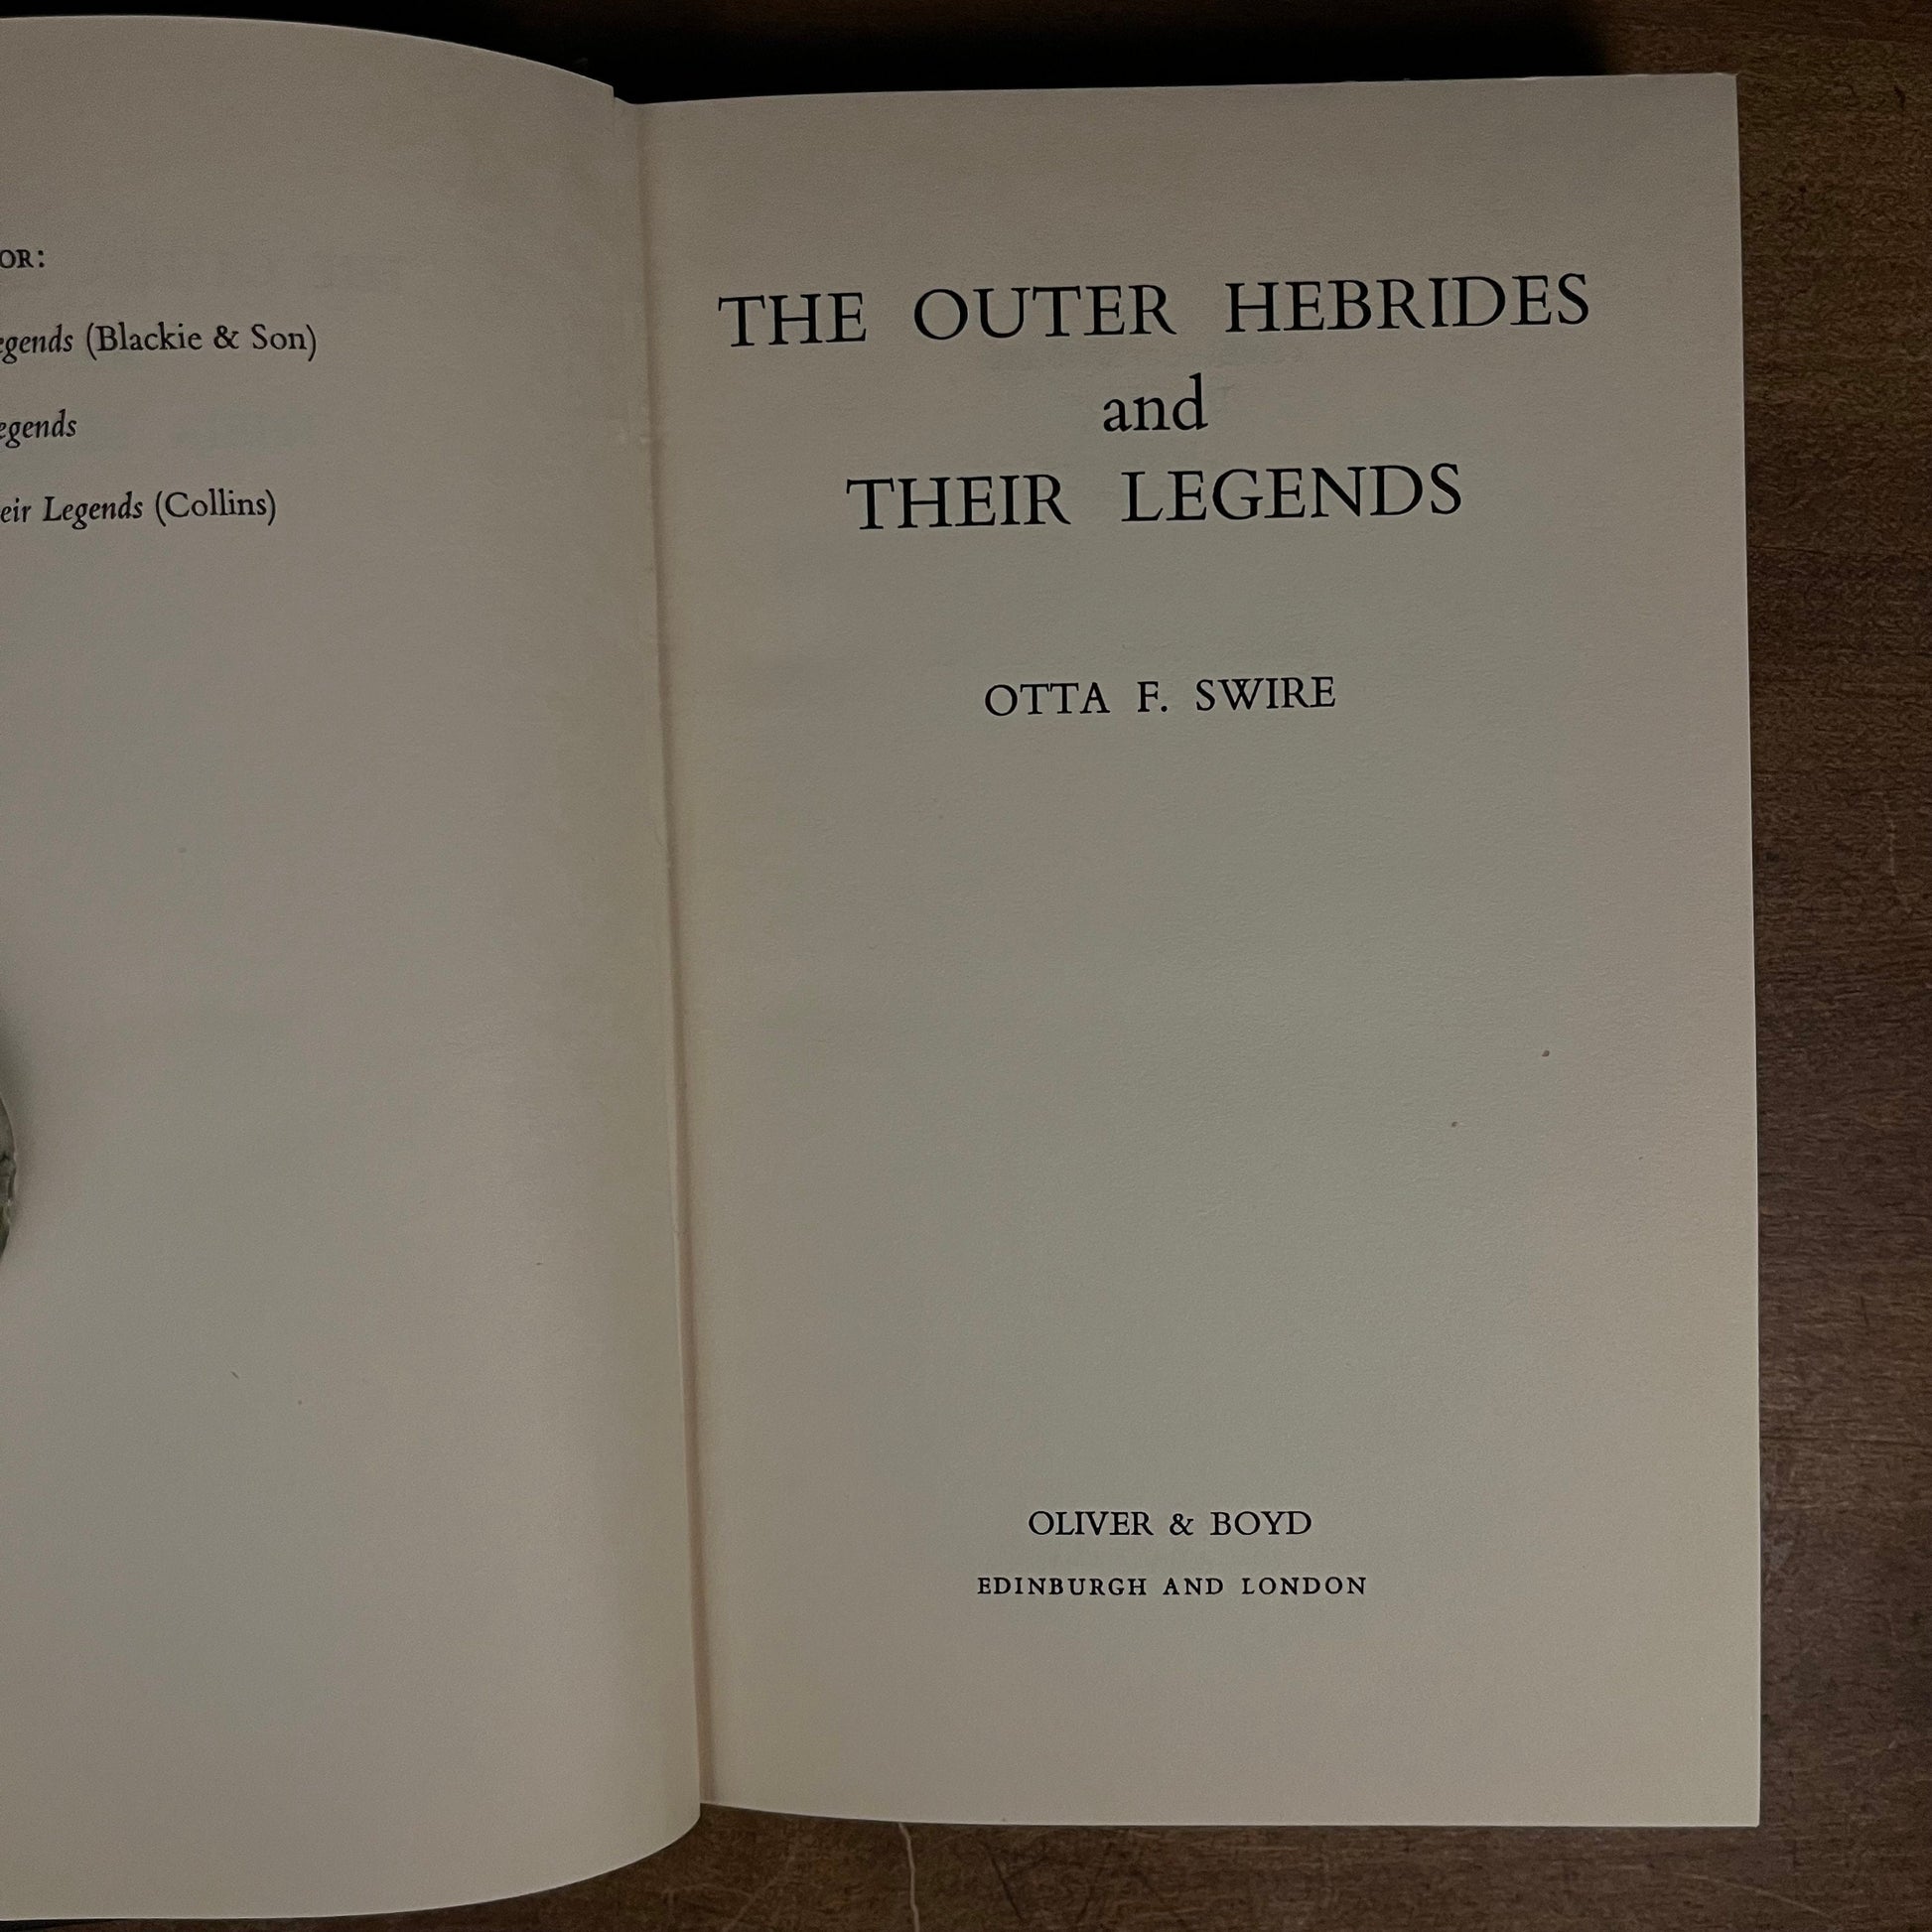 OR:
egends (Blackie & Son)
egends
eir Legends (Collins)
THE OUTER HEBRIDES
and
THEIR LEGENDS
OTTA F. SWIRE
OLIVER & BOYD
EDINBURGH AND LONDON